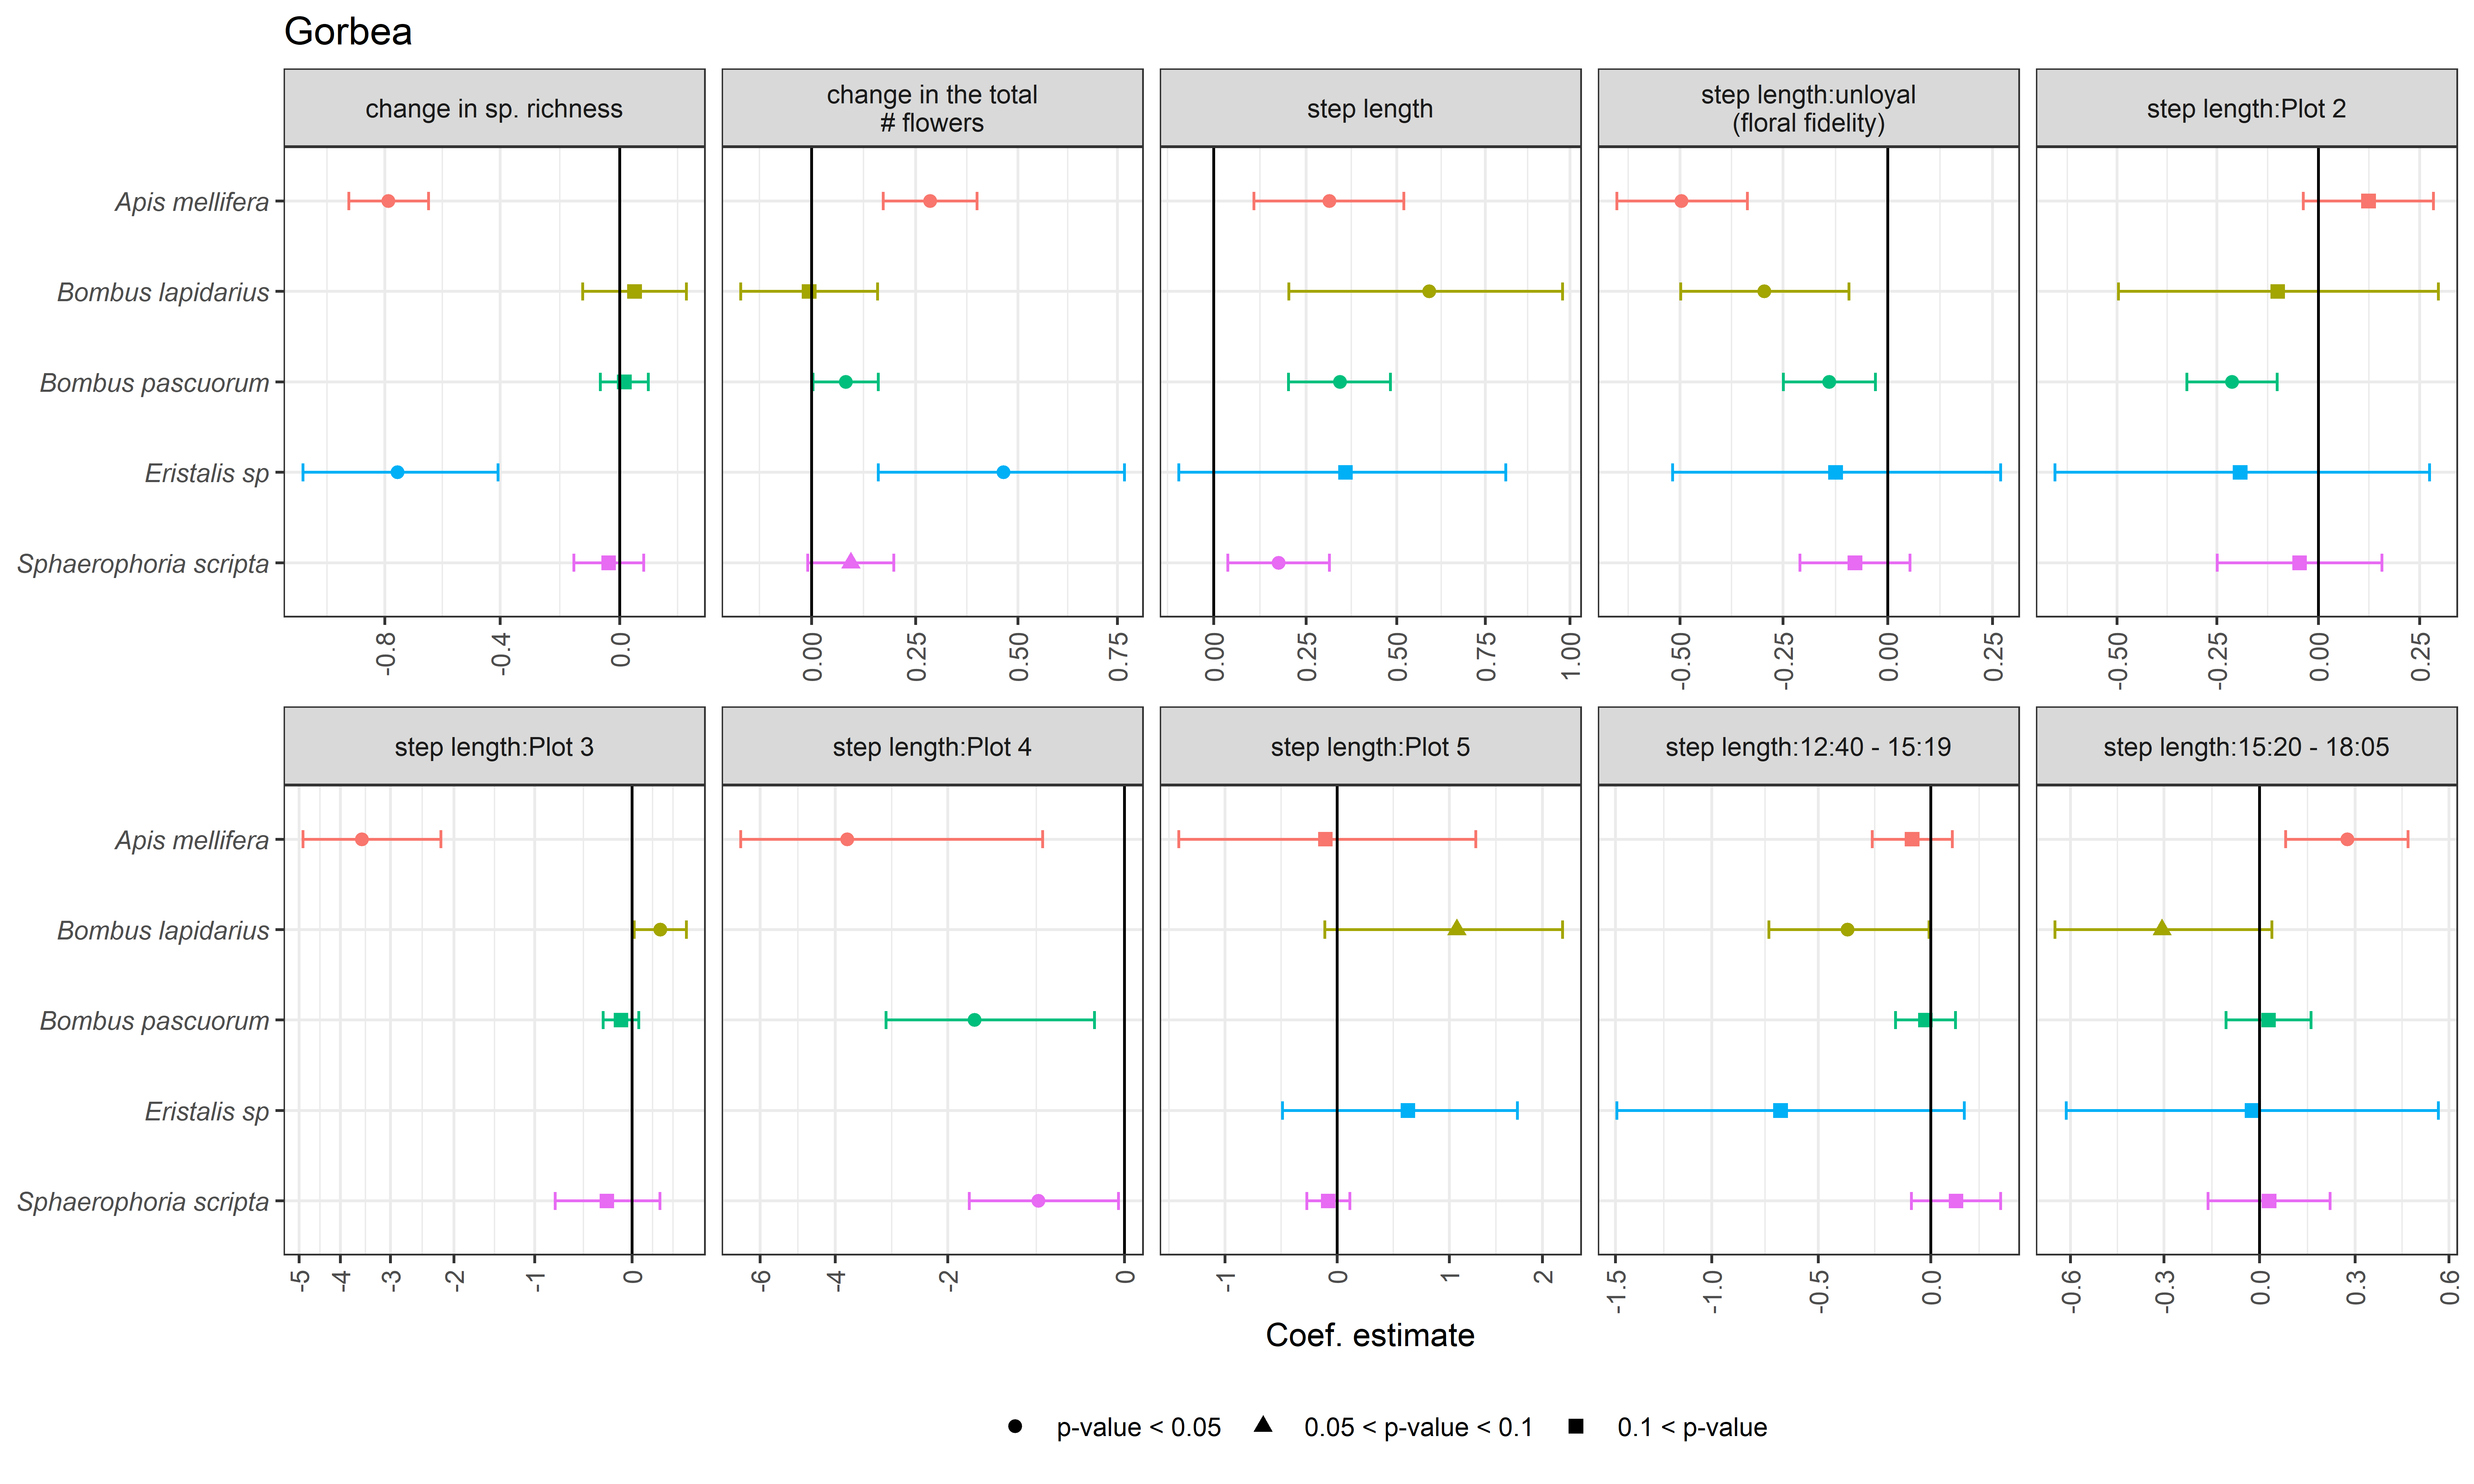 Gorbea
change in sp. richness
change in the total
# flowers
step length
step length:unloyal
(floral fidelity)
step length:Plot 2
Apis mellifera
Bombus lapidarius
Bombus pascuorum
Eristalis sp
Sphaerophoria scripta
-0.8 -0.4 0.0
0.00 0.25 0.50 0.75
0.00 0.25 0.50 0.75 1.00
-0.50 -0.25 0.00 0.25
-0.50 -0.25 0.00 0.25
step length:Plot 3
step length:Plot 4
step length:Plot 5
step length:12:40 - 15:19
step length:15:20 - 18:05
Apis mellifera
Bombus lapidarius
Bombus pascuorum
Eristalis sp
Sphaerophoria scripta
-5 -4 -3 -2 -1 0
-6 -4 -2 0
-1 0 1 2
-1.5 -1.0 -0.5 0.0
-0.6 -0.3 0.0 0.3 0.6
Coef. estimate
p-value < 0.05 0.05 < p-value < 0.1 0.1 < p-value